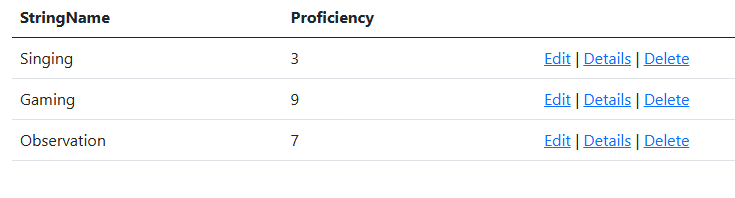 StringName Proficiency
Singing 3 Edit | Details | Delete
Gaming 9 Edit | Details | Delete
Observation 7 Edit | Details | Delete